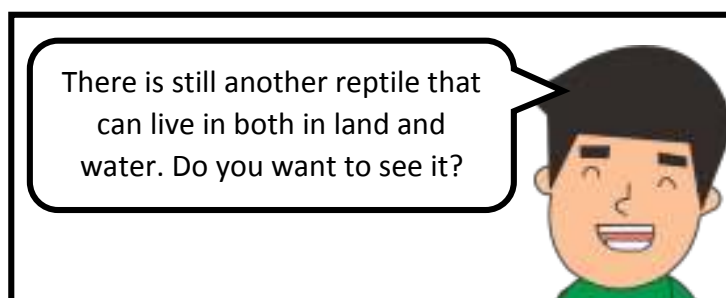 There is still another reptile that
can live in both in land and
water. Do you want to see it?